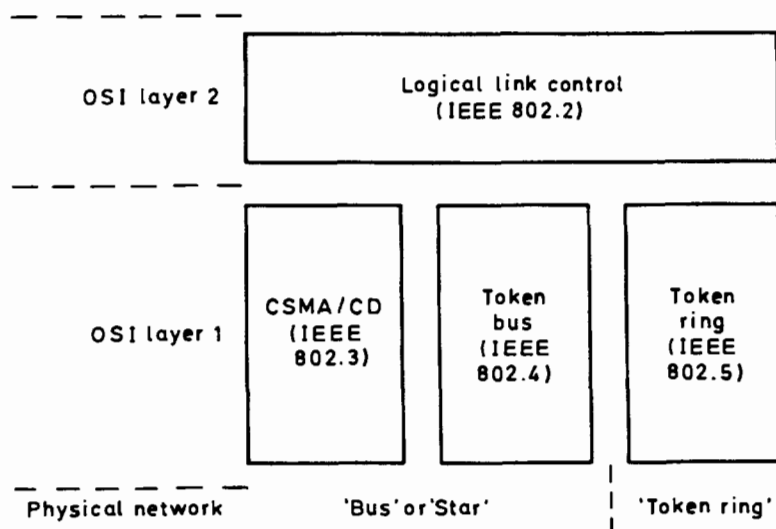 OSI layer 2
Logical link control
(IEEE 802.2)
OSI layer 1
CSMA/CD
(IEEE
802.3)
Token
bus
(IEEE
802.4)
Token
ring
(IEEE
802.5)
Physical network
'Bus' or 'Star'
'Token ring'